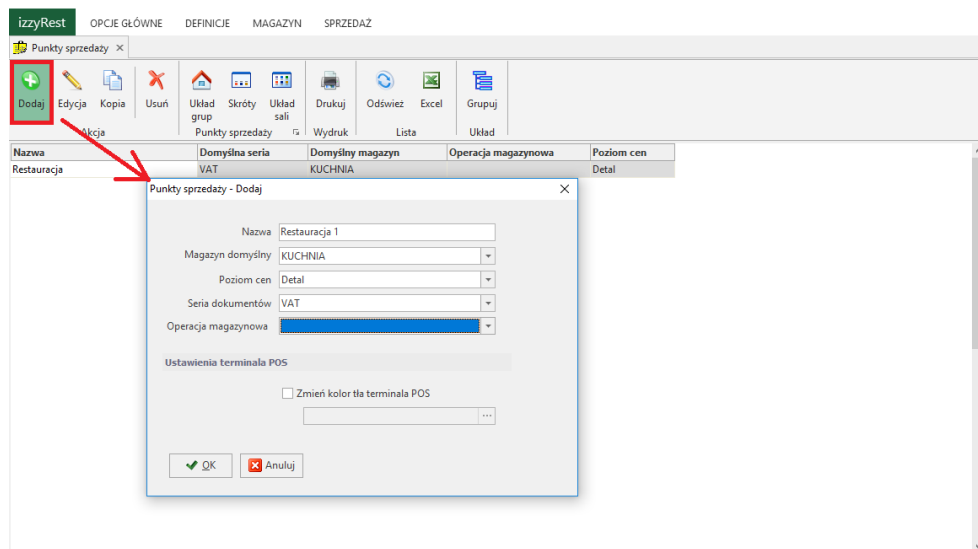 izzyRest OPCJE GŁÓWNE DEFINICJE MAGAZYN SPRZEDAŻ
Punkty sprzedaży
Dodaj Edycja Kopia Usuń Układ grup Skróty Układ sali Drukuj Odśwież Excel Grupuj
Akcja Punkty sprzedaży Wydruk Lista Układ
Nazwa Domyślna seria Domyślny magazyn Operacja magazynowa Poziom cen
Restauracja VAT KUCHNIA Detal
Punkty sprzedaży - Dodaj
Nazwa Restauracja 1
Magazyn domyślny KUCHNIA
Poziom cen Detal
Seria dokumentów VAT
Operacja magazynowa
Ustawienia terminala POS
Zmień kolor tła terminala POS
OK Anuluj